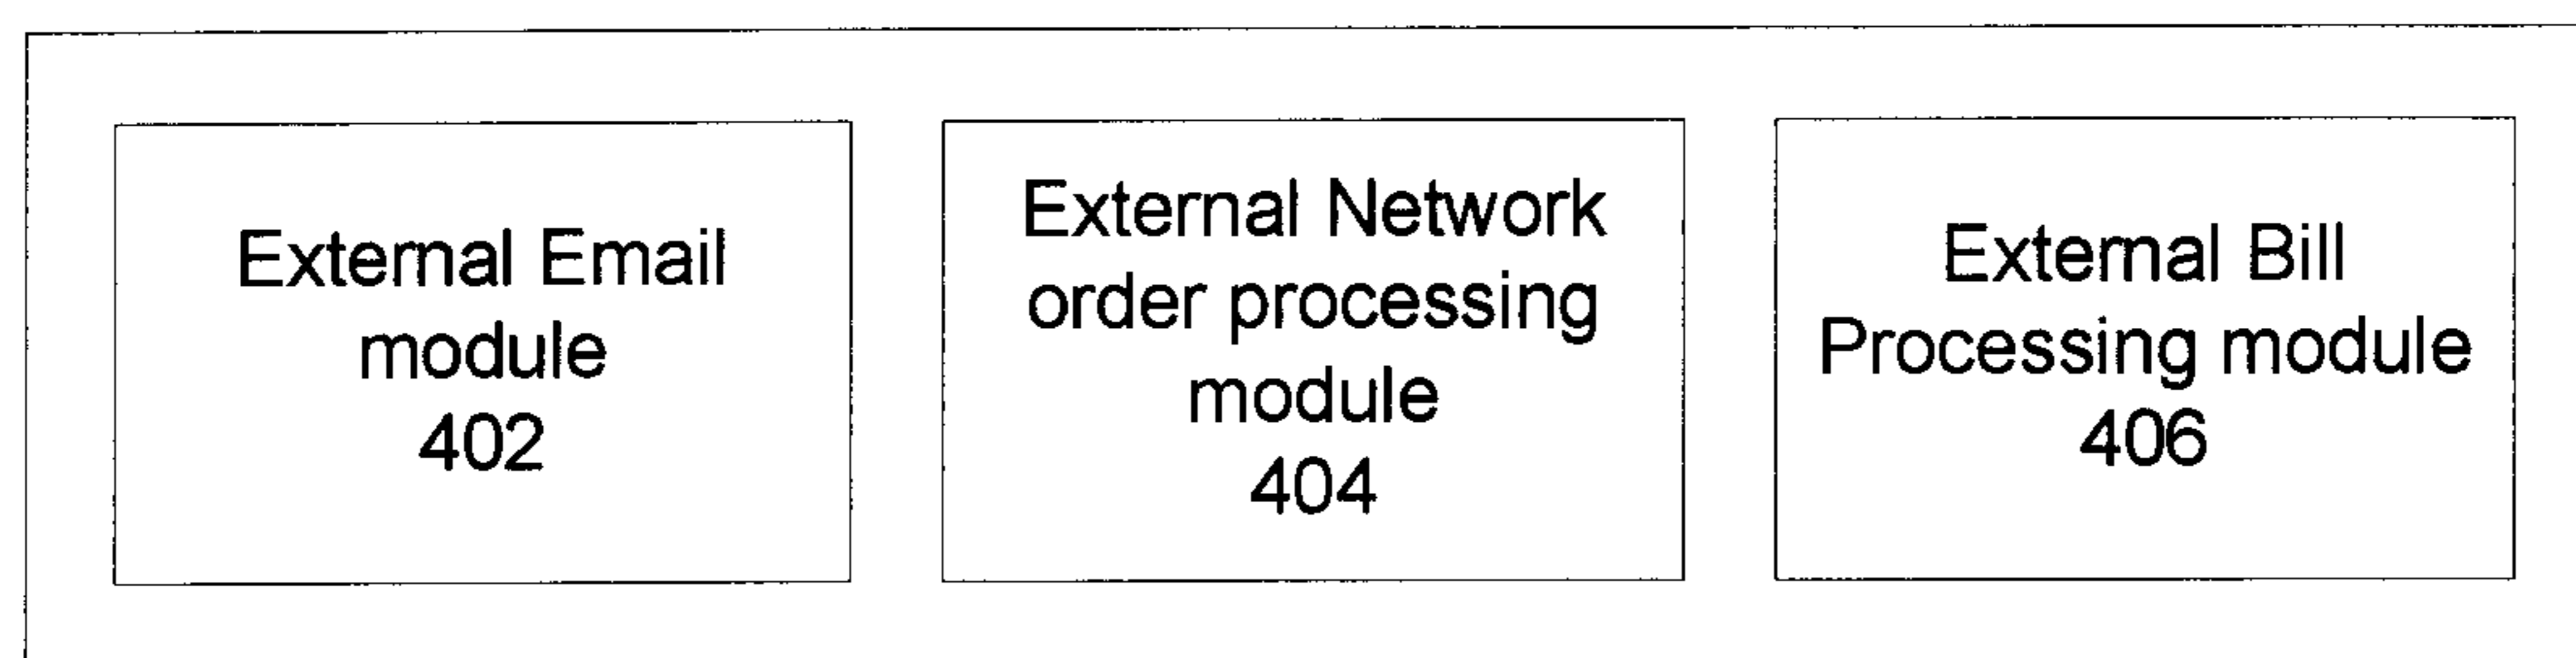 External Email
module
402
External Network
order processing
module
404
External Bill
Processing module
406